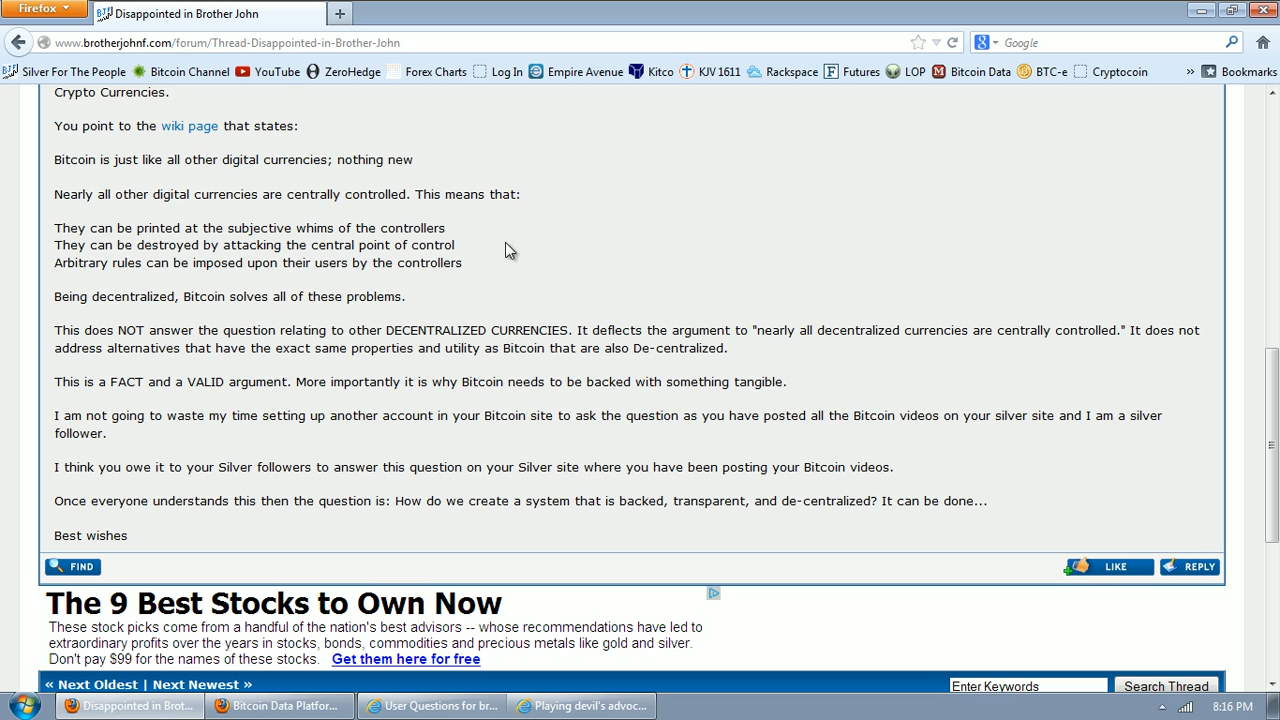 Firefox
Disappointed in Brother John
www.brotherjohnf.com/forum/Thread-Disappointed-in-Brother-John
Google
Silver For The People Bitcoin Channel YouTube ZeroHedge Forex Charts Log In Empire Avenue Kitco KJV 1611 Rackspace Futures LOP Bitcoin Data BTC-e Cryptocoin » Bookmarks
Crypto Currencies.
You point to the wiki page that states:
Bitcoin is just like all other digital currencies; nothing new
Nearly all other digital currencies are centrally controlled. This means that:
They can be printed at the subjective whims of the controllers
They can be destroyed by attacking the central point of control
Arbitrary rules can be imposed upon their users by the controllers
Being decentralized, Bitcoin solves all of these problems.
This does NOT answer the question relating to other DECENTRALIZED CURRENCIES. It deflects the argument to "nearly all decentralized currencies are centrally controlled." It does not
address alternatives that have the exact same properties and utility as Bitcoin that are also De-centralized.
This is a FACT and a VALID argument. More importantly it is why Bitcoin needs to be backed with something tangible.
I am not going to waste my time setting up another account in your Bitcoin site to ask the question as you have posted all the Bitcoin videos on your silver site and I am a silver
follower.
I think you owe it to your Silver followers to answer this question on your Silver site where you have been posting your Bitcoin videos.
Once everyone understands this then the question is: How do we create a system that is backed, transparent, and de-centralized? It can be done...
Best wishes
FIND LIKE REPLY
The 9 Best Stocks to Own Now
These stock picks come from a handful of the nation's best advisors -- whose recommendations have led to
extraordinary profits over the years in stocks, bonds, commodities and precious metals like gold and silver.
Don't pay $99 for the names of these stocks. Get them here for free
« Next Oldest | Next Newest » Enter Keywords Search Thread
Disappointed in Brot... Bitcoin Data Platfor... User Questions for br... Playing devil's advoc... 8:16 PM